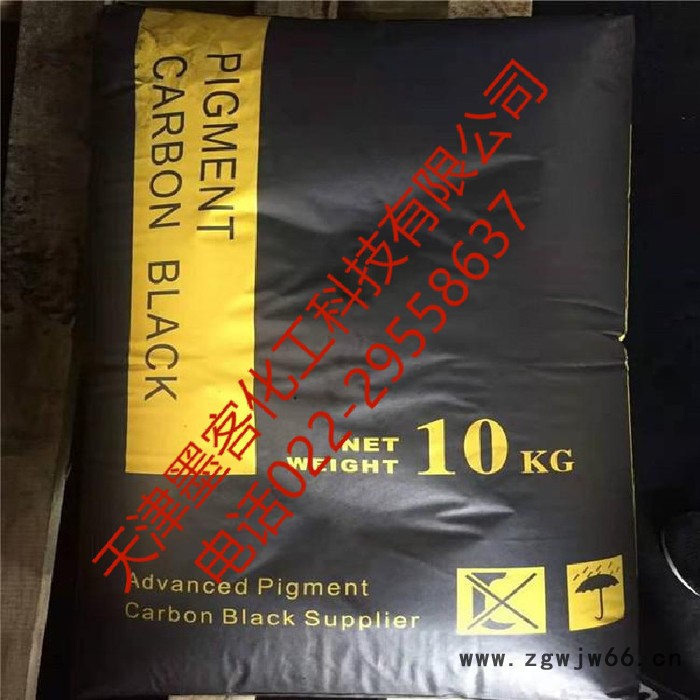 PIGMENT
CARBON BLACK
天津墨客化工科技有限公司
电话022-29558637
NET
WEIGHT 10 KG
Advanced Pigment
Carbon Black Supplier
www.zgwjw66.cn